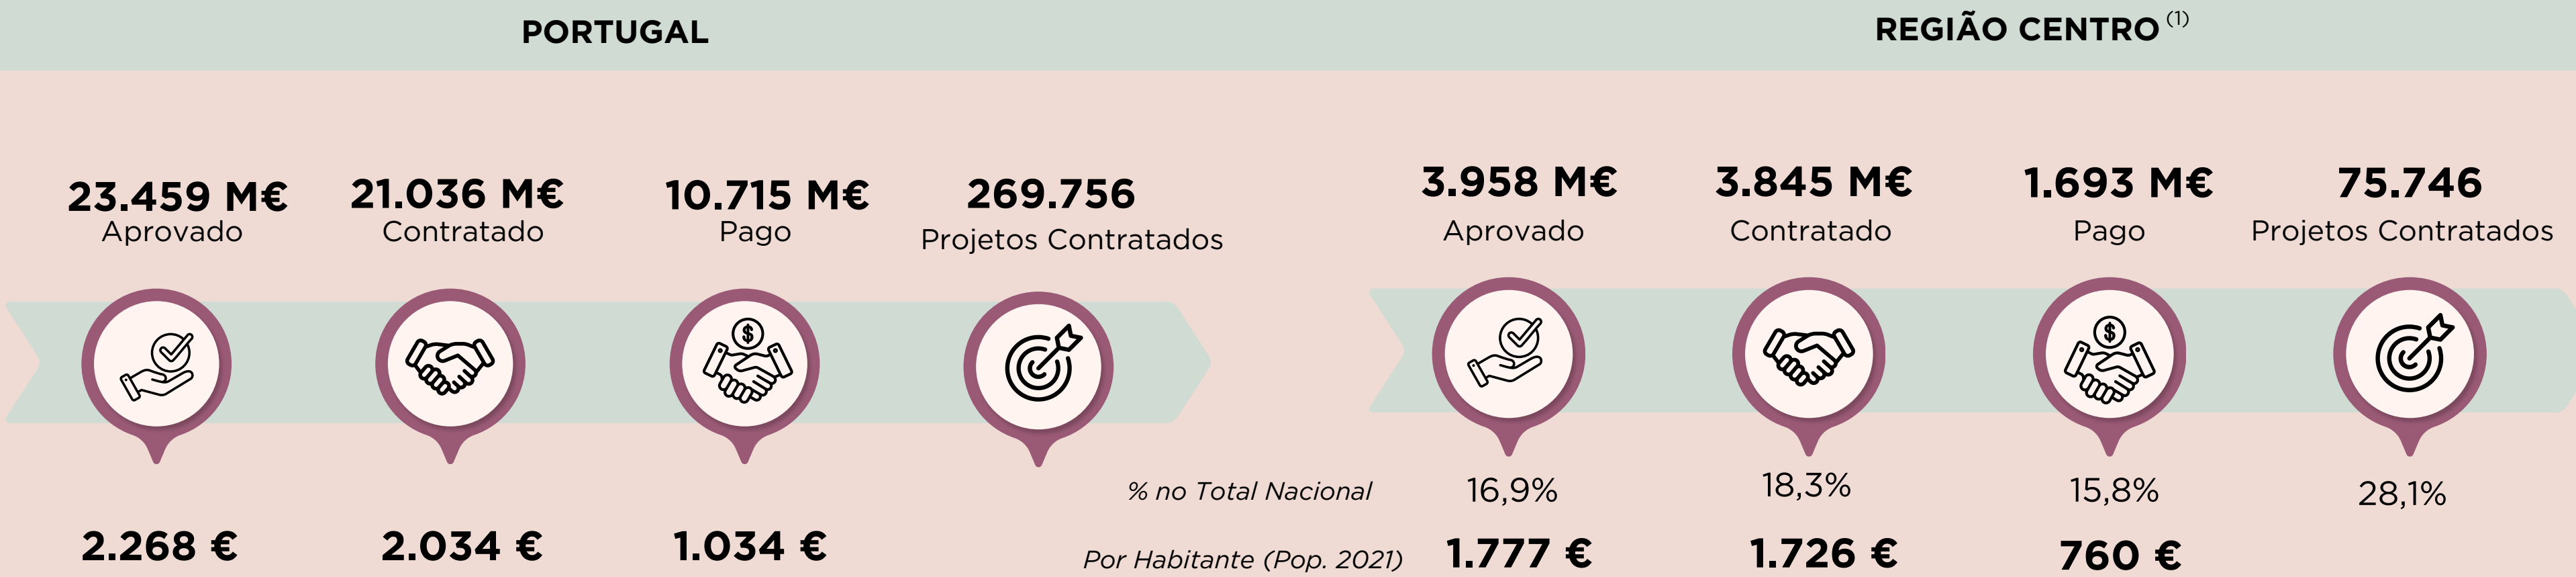 PORTUGAL
23.459 M€
Aprovado
21.036 M€
Contratado
10.715 M€
Pago
269.756
Projetos Contratados
2.268 €
2.034 €
1.034 €
REGIÃO CENTRO (1)
3.958 M€
Aprovado
3.845 M€
Contratado
1.693 M€
Pago
75.746
Projetos Contratados
% no Total Nacional
16,9%
18,3%
15,8%
28,1%
Por Habitante (Pop. 2021)
1.777 €
1.726 €
760 €